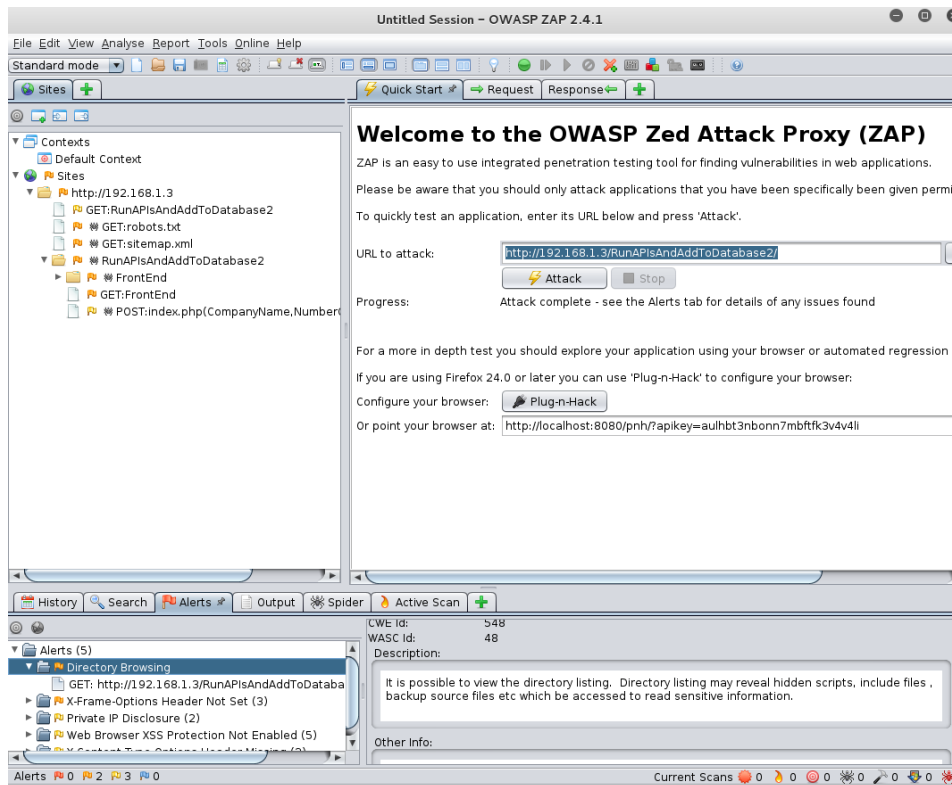 Untitled Session – OWASP ZAP 2.4.1
File Edit View Analyse Report Tools Online Help
Standard mode
Sites
Quick Start Request Response
Contexts
Default Context
Sites
http://192.168.1.3
GET:RunAPIsAndAddToDatabase2
GET:robots.txt
GET:sitemap.xml
RunAPIsAndAddToDatabase2
FrontEnd
GET:FrontEnd
POST:index.php(CompanyName,Number
Welcome to the OWASP Zed Attack Proxy (ZAP)
ZAP is an easy to use integrated penetration testing tool for finding vulnerabilities in web applications.
Please be aware that you should only attack applications that you have been specifically been given permi
To quickly test an application, enter its URL below and press 'Attack'.
URL to attack: http://192.168.1.3/RunAPIsAndAddToDatabase2/
Attack Stop
Progress: Attack complete - see the Alerts tab for details of any issues found
For a more in depth test you should explore your application using your browser or automated regression
If you are using Firefox 24.0 or later you can use 'Plug-n-Hack' to configure your browser:
Configure your browser: Plug-n-Hack
Or point your browser at: http://localhost:8080/pnh/?apikey=aulhbt3nbonn7mbftfk3v4v4li
History Search Alerts Output Spider Active Scan
Alerts (5)
Directory Browsing
GET: http://192.168.1.3/RunAPIsAndAddToDataba
X-Frame-Options Header Not Set (3)
Private IP Disclosure (2)
Web Browser XSS Protection Not Enabled (5)
X-Content-Type-Options Header Missing (3)
CWE Id: 548
WASC Id: 48
Description:
It is possible to view the directory listing. Directory listing may reveal hidden scripts, include files ,
backup source files etc which be accessed to read sensitive information.
Other Info:
Alerts 0 2 3 0
Current Scans 0 0 0 0 0 0